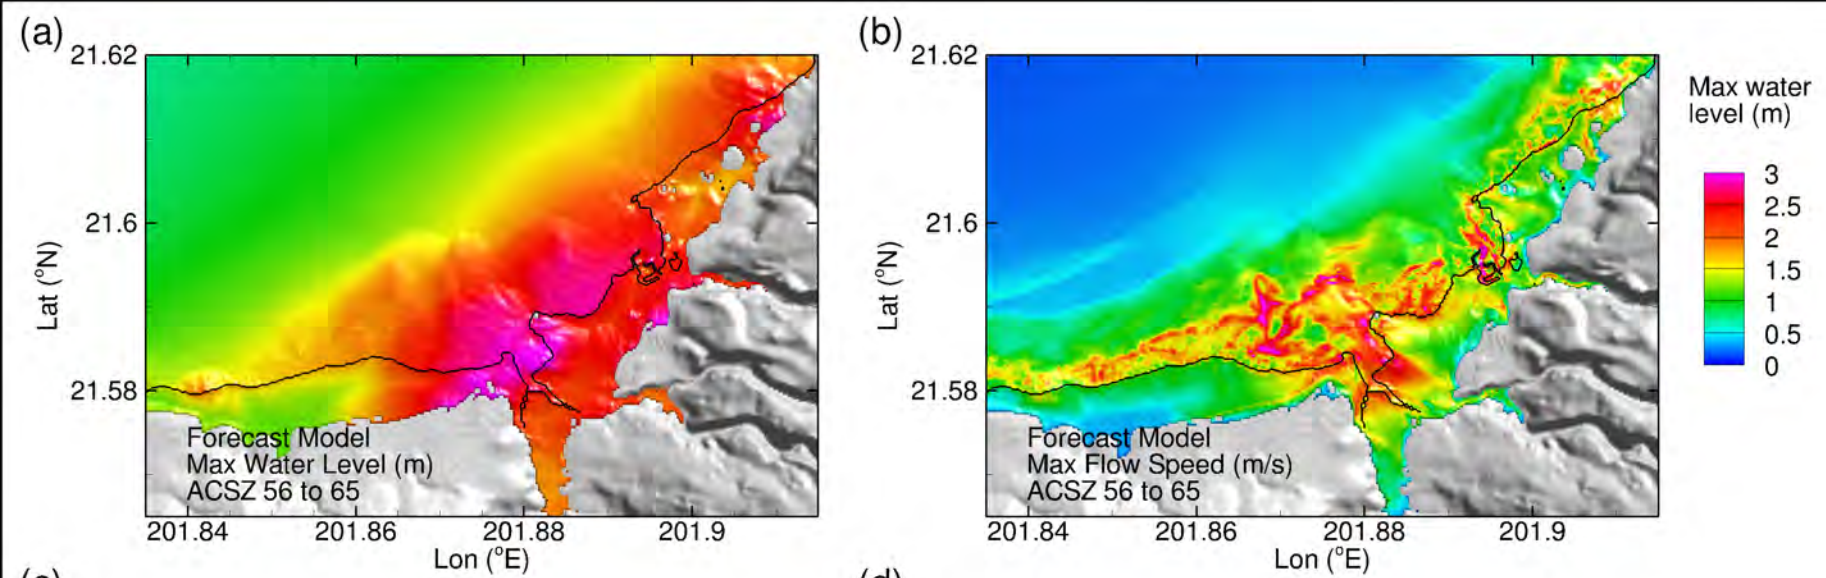 (a)
21.62
21.6
21.58
Lat (°N)
201.84 201.86 201.88 201.9
Lon (°E)
Forecast Model
Max Water Level (m)
ACSZ 56 to 65
(b)
21.62
21.6
21.58
Lat (°N)
201.84 201.86 201.88 201.9
Lon (°E)
Forecast Model
Max Flow Speed (m/s)
ACSZ 56 to 65
Max water
level (m)
3
2.5
2
1.5
1
0.5
0